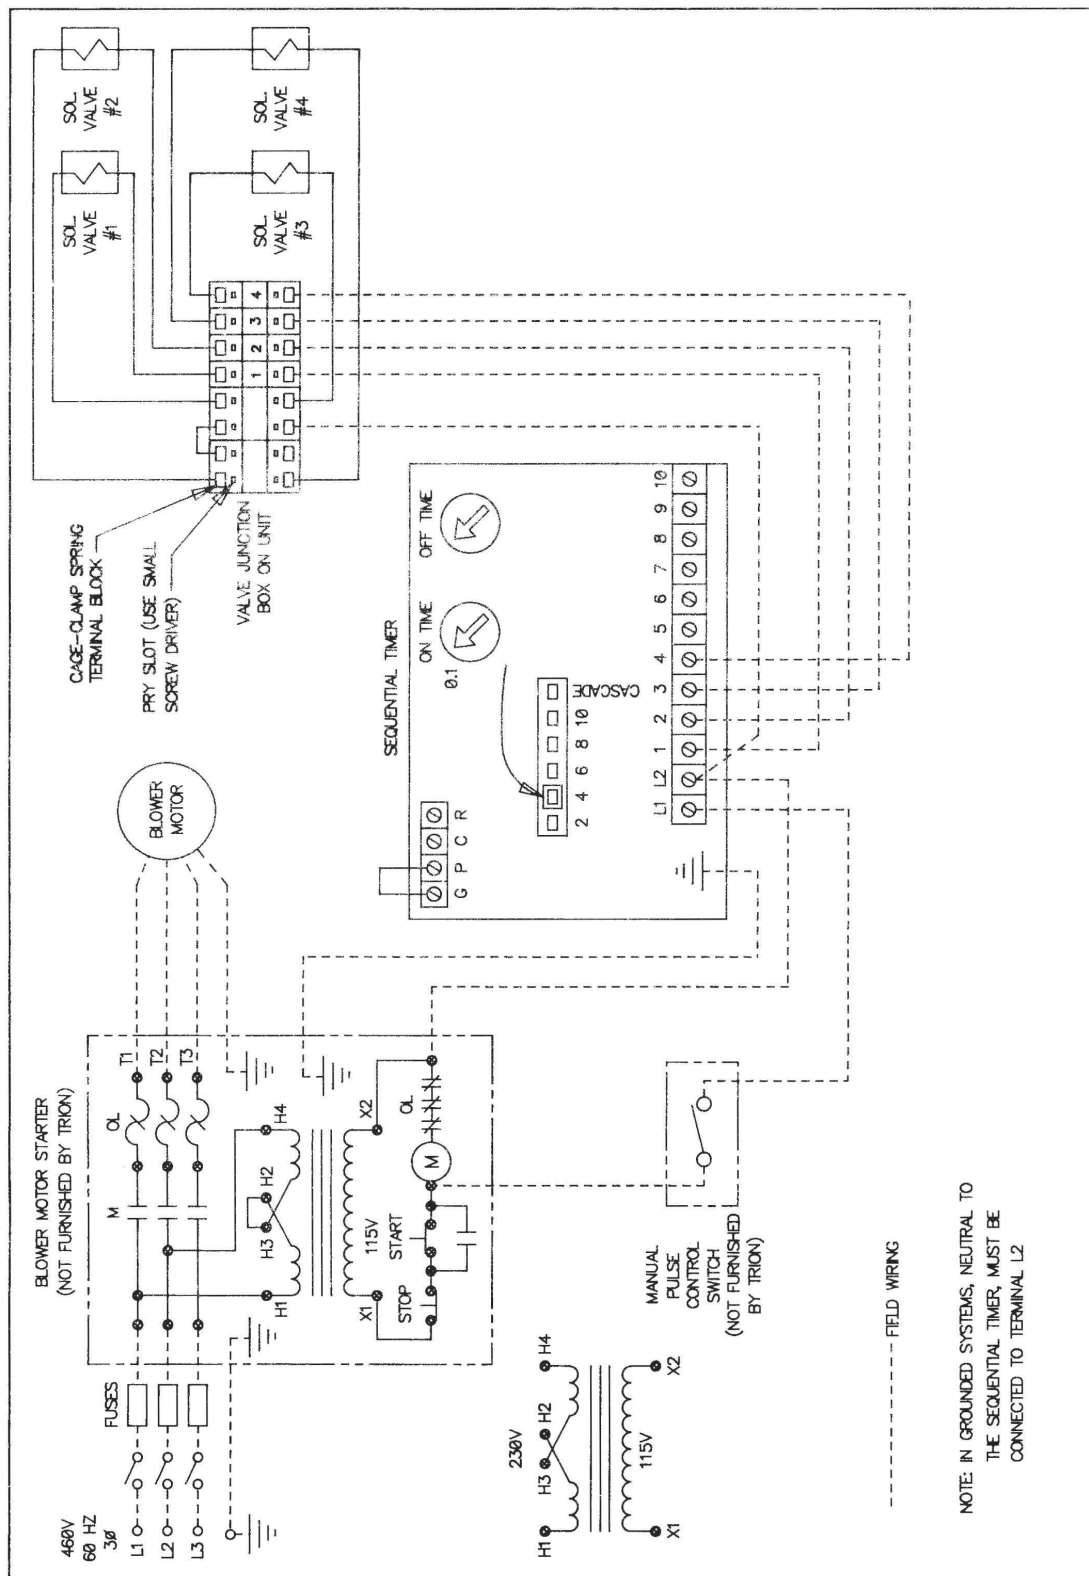 460V
60 HZ
3Ø
L1
L2
L3
FUSES
BLOWER MOTOR STARTER
(NOT FURNISHED BY TRION)
M
OL
T1
T2
T3
BLOWER
MOTOR
H1
H3
H2
H4
115V
X1
X2
STOP
START
M
OL
230V
H1
H3
H2
H4
115V
X1
X2
MANUAL
PULSE
CONTROL
SWITCH
(NOT FURNISHED
BY TRION)
SEQUENTIAL TIMER
G P C R
ON TIME
OFF TIME
0.1
2 4 6 8 10 CASCADE
L1 L2 1 2 3 4 5 6 7 8 9 10
CAGE-CLAMP SPRING
TERMINAL BLOCK
PRY SLOT (USE SMALL
SCREW DRIVER)
VALVE JUNCTION
BOX ON UNIT
1 2 3 4
SOL.
VALVE
#1
SOL.
VALVE
#2
SOL.
VALVE
#3
SOL.
VALVE
#4
FIELD WIRING
NOTE: IN GROUNDED SYSTEMS, NEUTRAL TO
THE SEQUENTIAL TIMER, MUST BE
CONNECTED TO TERMINAL L2